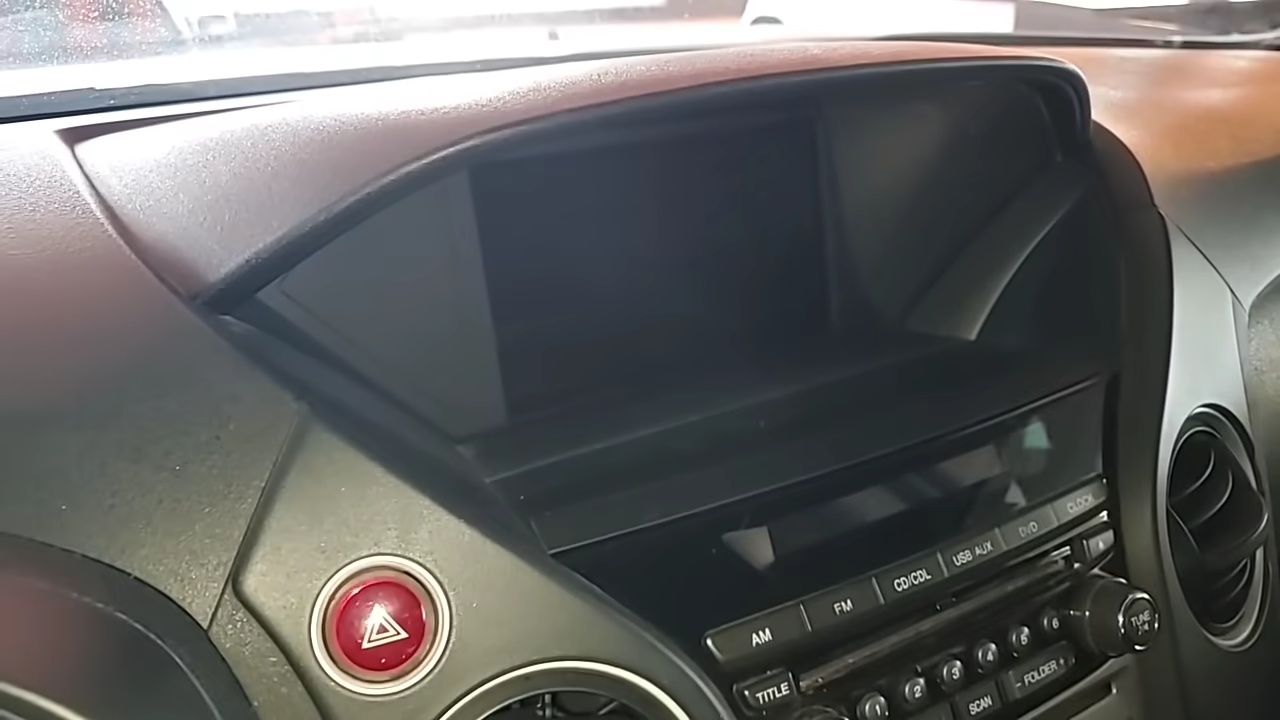 AM FM CD/CDL USB AUX DVD CLOCK
TITLE 1 2 3 4 5 6 TUNE
SCAN - FOLDER +